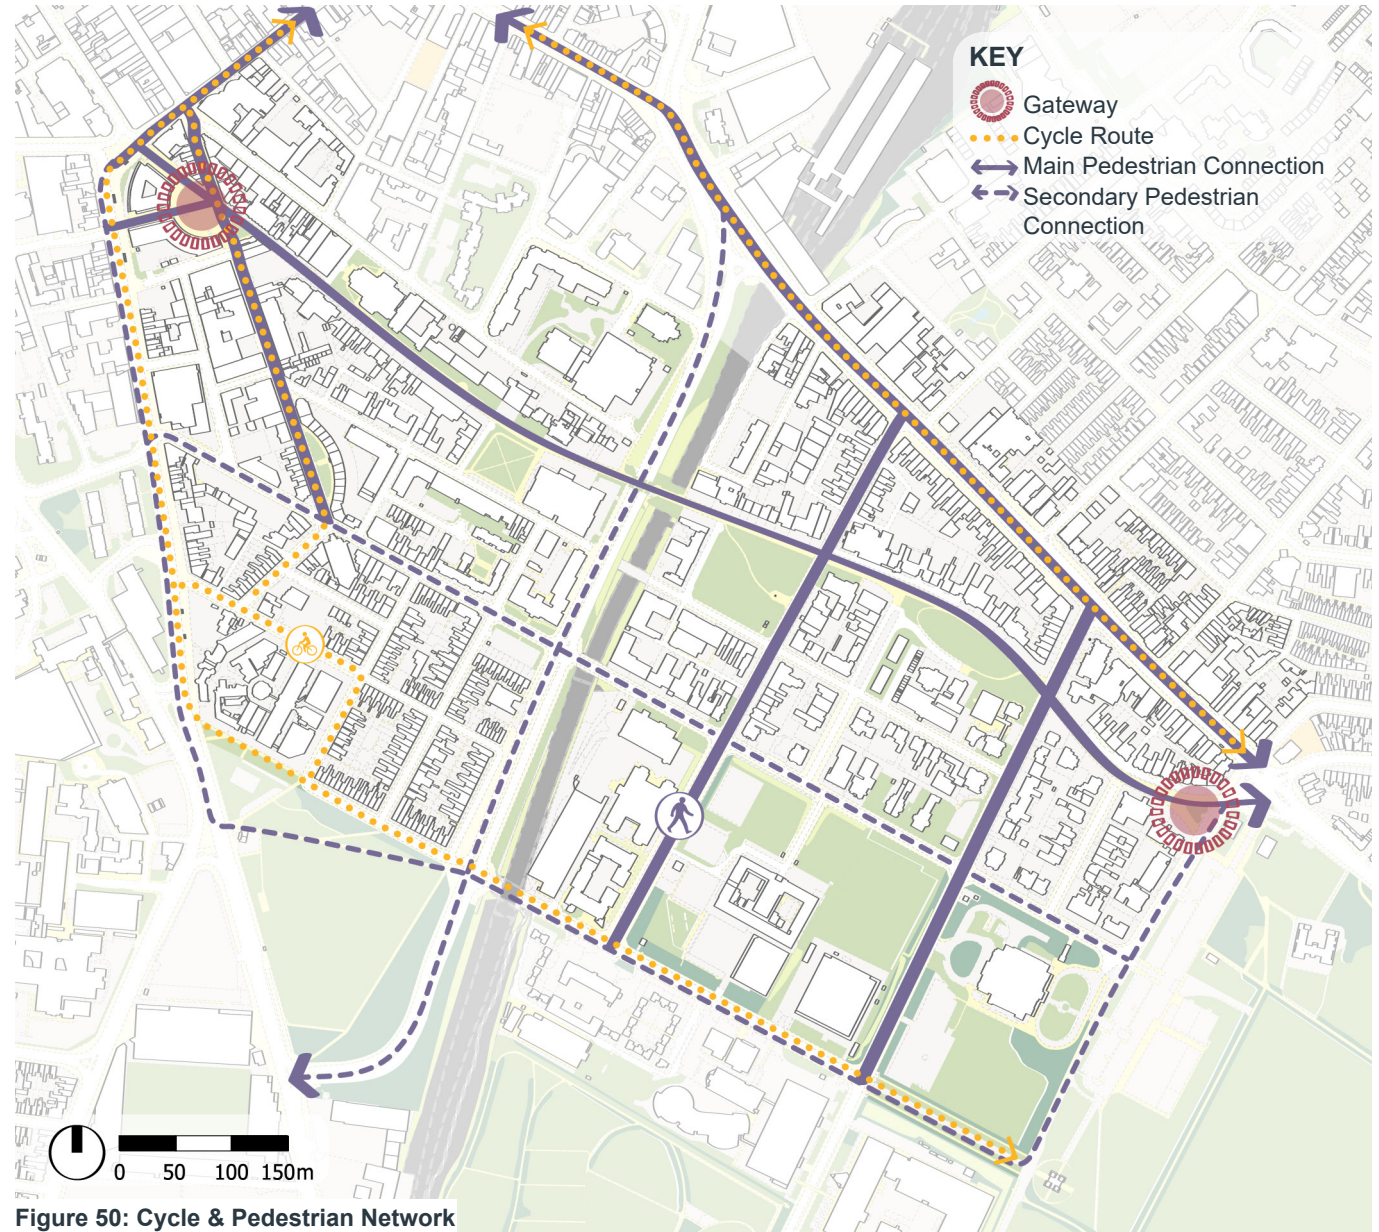 KEY
Gateway
Cycle Route
Main Pedestrian Connection
Secondary Pedestrian
Connection
0 50 100 150m
Figure 50: Cycle & Pedestrian Network